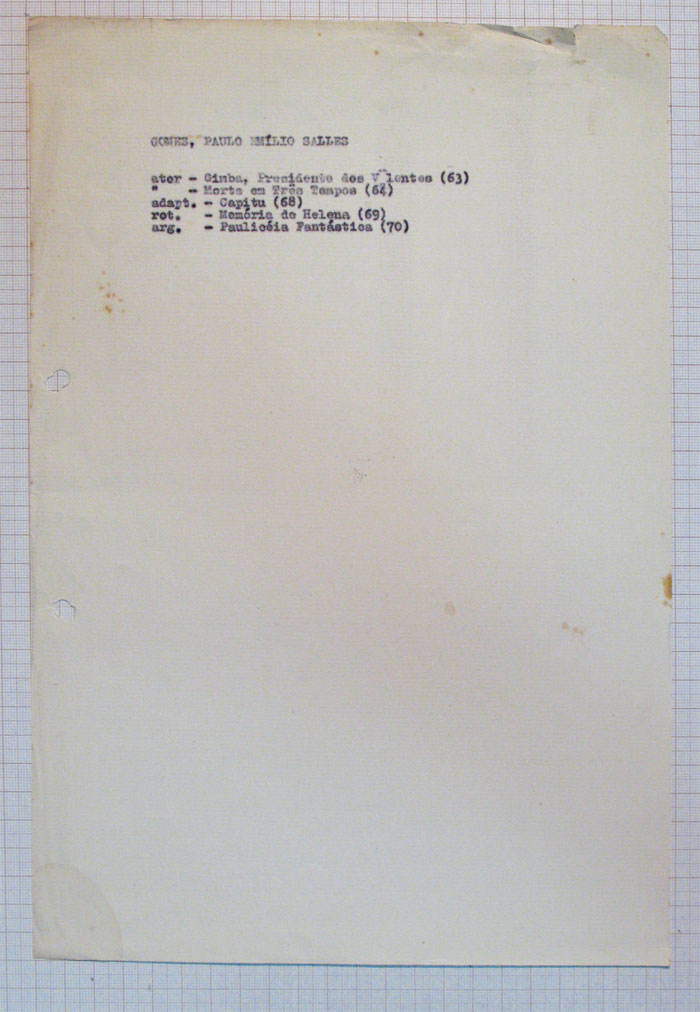 GOMES, PAULO EMÍLIO SALLES
ator - Gimba, Presidente dos Valentes (63)
" - Morte em Três Tempos (64)
adapt. - Capitu (68)
rot. - Memória de Helena (69)
arg. - Paulicéia Fantástica (70)